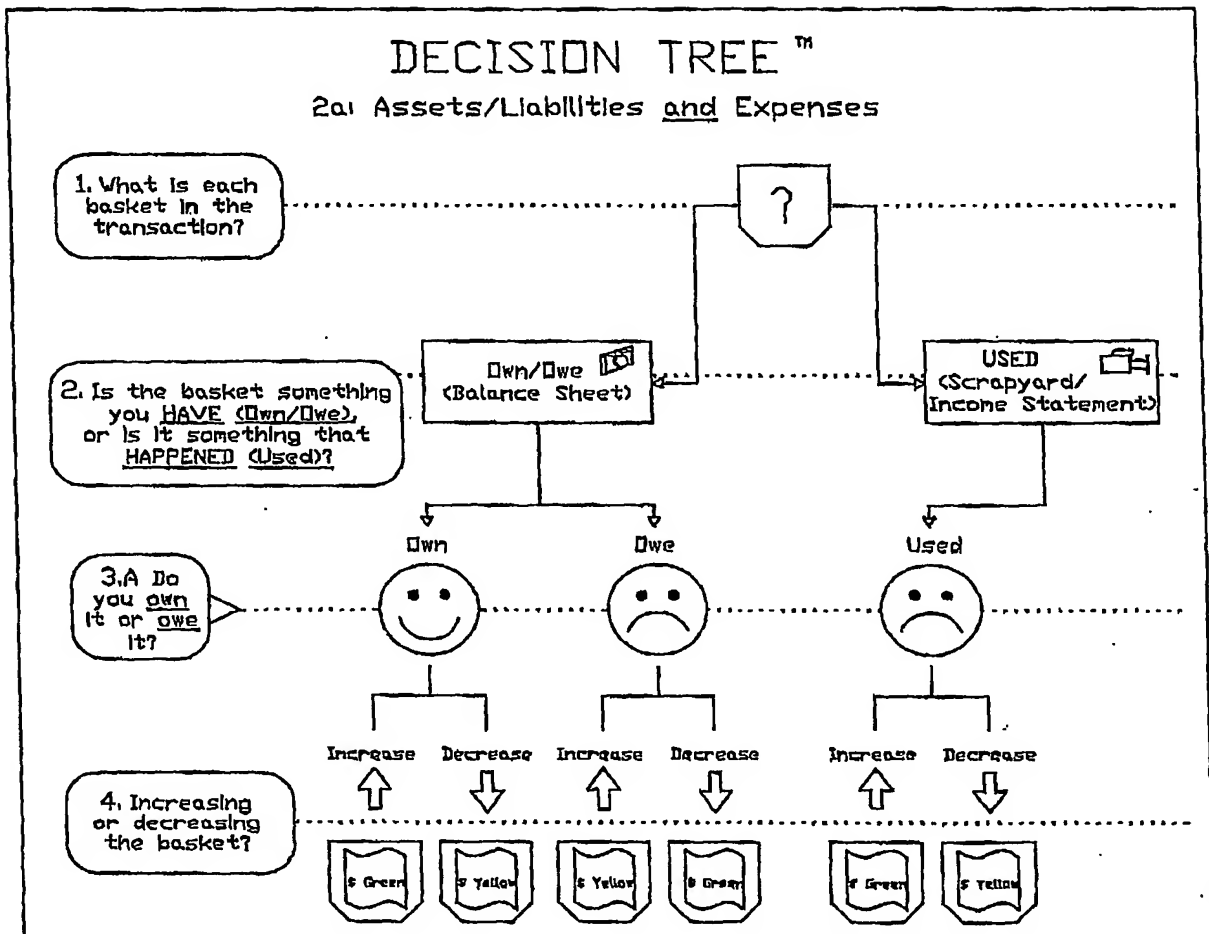 DECISION TREE™
2a: Assets/Liabilities and Expenses
1. What is each
basket in the
transaction?
?
2. Is the basket something
you HAVE (Own/Owe),
or is it something that
HAPPENED (Used)?
Own/Owe
(Balance Sheet)
USED
(Scrapyard/
Income Statement)
3.A Do
you own
it or owe
it?
Own
Owe
Used
Increase
Decrease
Increase
Decrease
Increase
Decrease
4. Increasing
or decreasing
the basket?
$ Green
$ Yellow
$ Yellow
$ Green
$ Green
$ Yellow